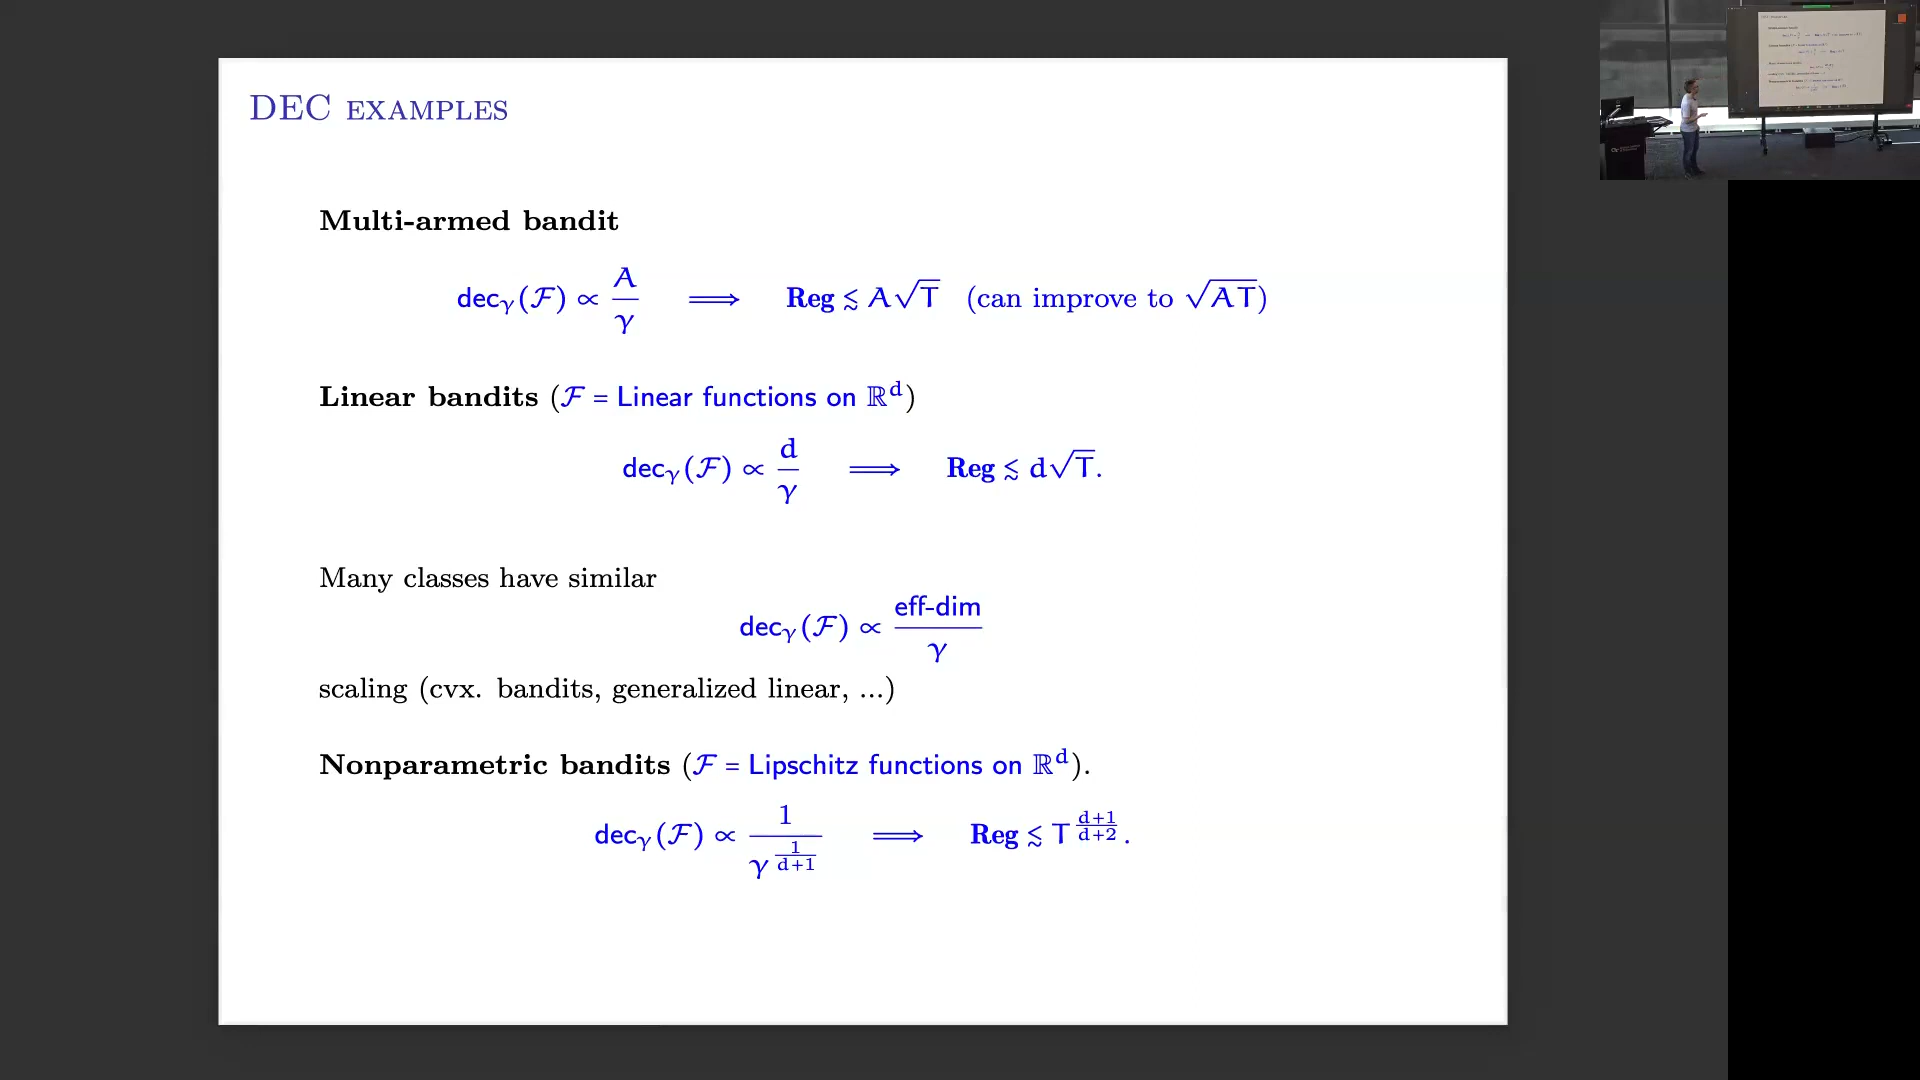 DEC EXAMPLES
Multi-armed bandit
dec_γ(ℱ) ∝ A/γ ⟹ Reg ≲ A√T (can improve to √AT)
Linear bandits (ℱ = Linear functions on ℝ^d)
dec_γ(ℱ) ∝ d/γ ⟹ Reg ≲ d√T.
Many classes have similar
dec_γ(ℱ) ∝ eff-dim/γ
scaling (cvx. bandits, generalized linear, ...)
Nonparametric bandits (ℱ = Lipschitz functions on ℝ^d).
dec_γ(ℱ) ∝ 1/γ^{1/(d+1)} ⟹ Reg ≲ T^{(d+1)/(d+2)}.